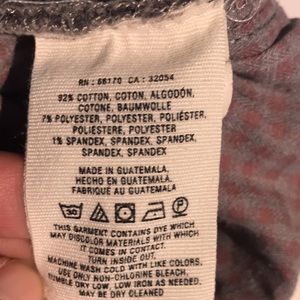 RN : 66170 CA : 32054
92% COTTON, COTON, ALGODÓN,
COTONE, BAUMWOLLE
7% POLYESTER, POLYESTER, POLIÉSTER,
POLIESTERE, POLYESTER
1% SPANDEX, SPANDEX, SPANDEX,
SPANDEX, SPANDEX
MADE IN GUATEMALA
HECHO EN GUATEMALA
FABRIQUÉ AU GUATEMALA
30
THIS GARMENT CONTAINS DYE WHICH
MAY DISCOLOR MATERIALS WITH WHICH
IT COMES IN CONTACT.
TURN INSIDE OUT.
MACHINE WASH COLD WITH LIKE COLORS,
USE ONLY NON-CHLORINE BLEACH,
TUMBLE DRY LOW, LOW IRON AS NEEDED.
MAY BE DRY CLEANED